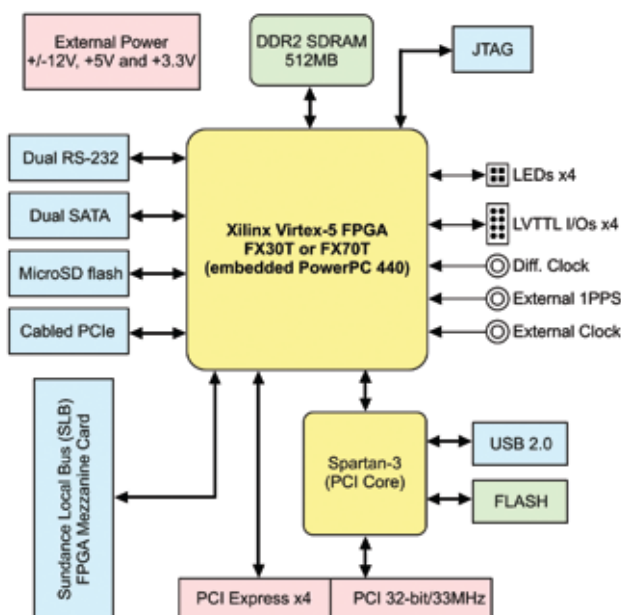 External Power
+/-12V, +5V and +3.3V
DDR2 SDRAM
512MB
JTAG
Dual RS-232
Dual SATA
MicroSD flash
Cabled PCIe
Xilinx Virtex-5 FPGA
FX30T or FX70T
(embedded PowerPC 440)
LEDs x4
LVTTL I/Os x4
Diff. Clock
External 1PPS
External Clock
Sundance Local Bus (SLB)
FPGA Mezzanine Card
Spartan-3
(PCI Core)
USB 2.0
FLASH
PCI Express x4
PCI 32-bit/33MHz